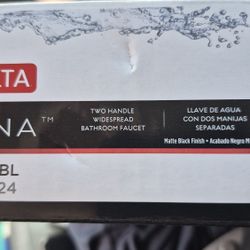 LTA
NA™
TWO HANDLE
WIDESPREAD
BATHROOM FAUCET
LLAVE DE AGUA
CON DOS MANIJAS
SEPARADAS
Matte Black Finish • Acabado Negro M
BL
24